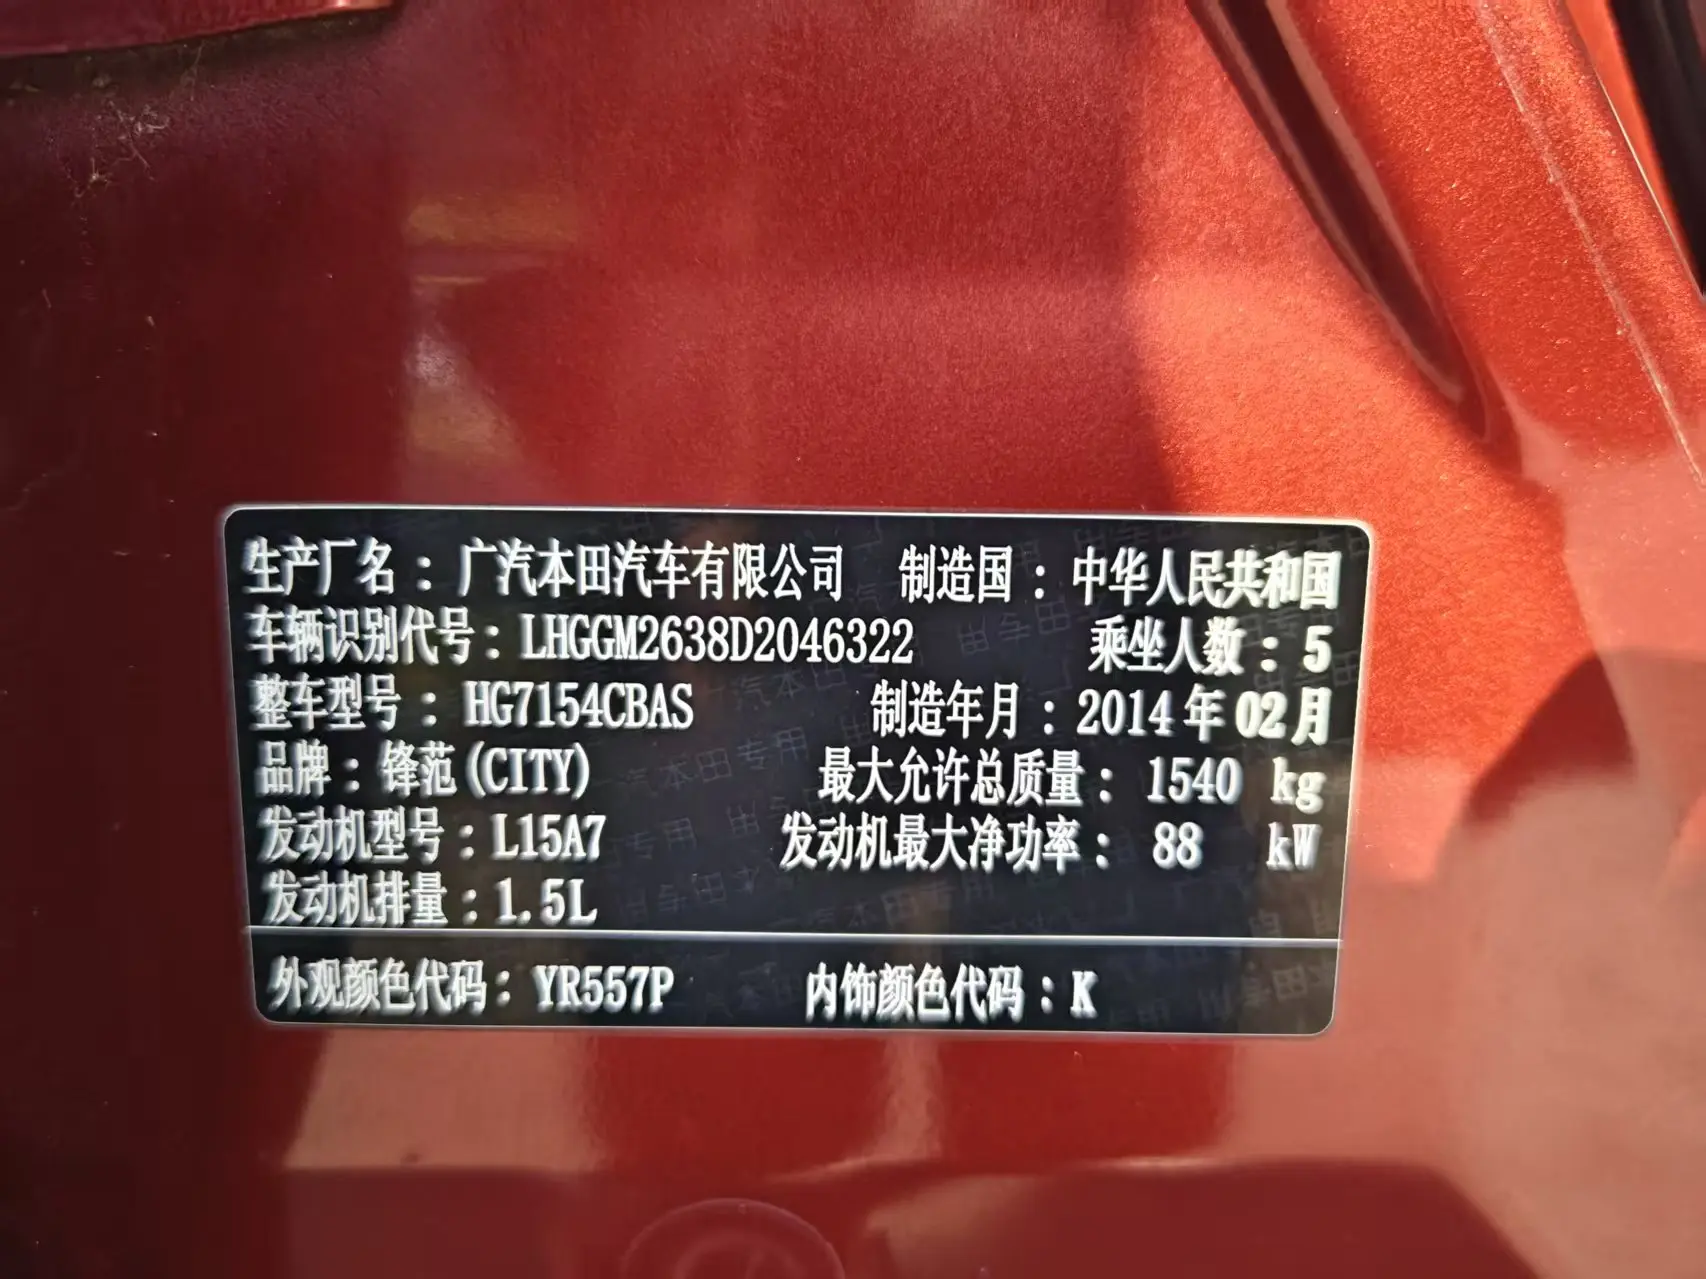 生产厂名：广汽本田汽车有限公司 制造国：中华人民共和国
车辆识别代号：LHGGM2638D2046322 乘坐人数：5
整车型号：HG7154CBAS 制造年月：2014年02月
品牌：锋范(CITY) 最大允许总质量：1540 kg
发动机型号：L15A7 发动机最大净功率：88 kW
发动机排量：1.5L
外观颜色代码：YR557P 内饰颜色代码：K